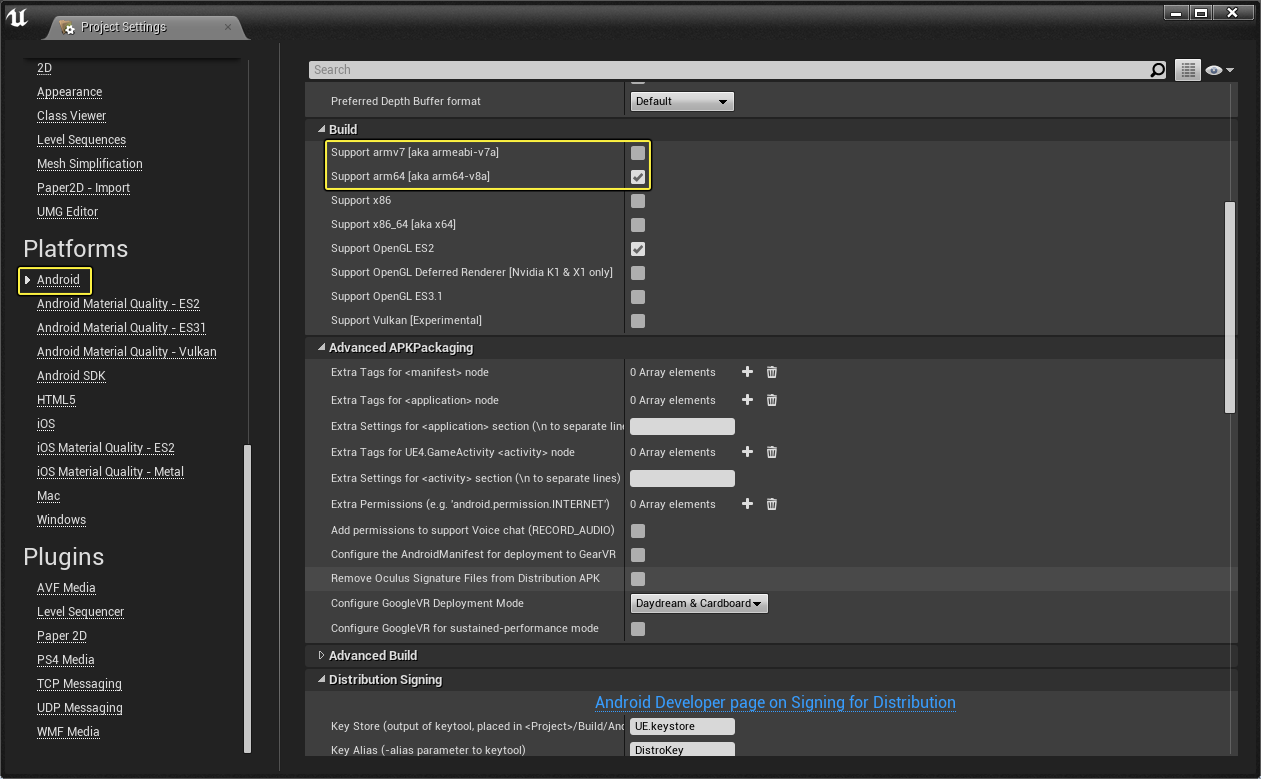 Project Settings
2D
Appearance
Class Viewer
Level Sequences
Mesh Simplification
Paper2D - Import
UMG Editor
Platforms
Android
Android Material Quality - ES2
Android Material Quality - ES31
Android Material Quality - Vulkan
Android SDK
HTML5
iOS
iOS Material Quality - ES2
iOS Material Quality - Metal
Mac
Windows
Plugins
AVF Media
Level Sequencer
Paper 2D
PS4 Media
TCP Messaging
UDP Messaging
WMF Media
Search
Preferred Depth Buffer format Default
Build
Support armv7 [aka armeabi-v7a]
Support arm64 [aka arm64-v8a]
Support x86
Support x86_64 [aka x64]
Support OpenGL ES2
Support OpenGL Deferred Renderer [Nvidia K1 & X1 only]
Support OpenGL ES3.1
Support Vulkan [Experimental]
Advanced APKPackaging
Extra Tags for <manifest> node 0 Array elements
Extra Tags for <application> node 0 Array elements
Extra Settings for <application> section (\n to separate line
Extra Tags for UE4.GameActivity <activity> node 0 Array elements
Extra Settings for <activity> section (\n to separate lines)
Extra Permissions (e.g. 'android.permission.INTERNET') 0 Array elements
Add permissions to support Voice chat (RECORD_AUDIO)
Configure the AndroidManifest for deployment to GearVR
Remove Oculus Signature Files from Distribution APK
Configure GoogleVR Deployment Mode Daydream & Cardboard
Configure GoogleVR for sustained-performance mode
Advanced Build
Distribution Signing
Android Developer page on Signing for Distribution
Key Store (output of keytool, placed in <Project>/Build/And UE.keystore
Key Alias (-alias parameter to keytool) DistroKey